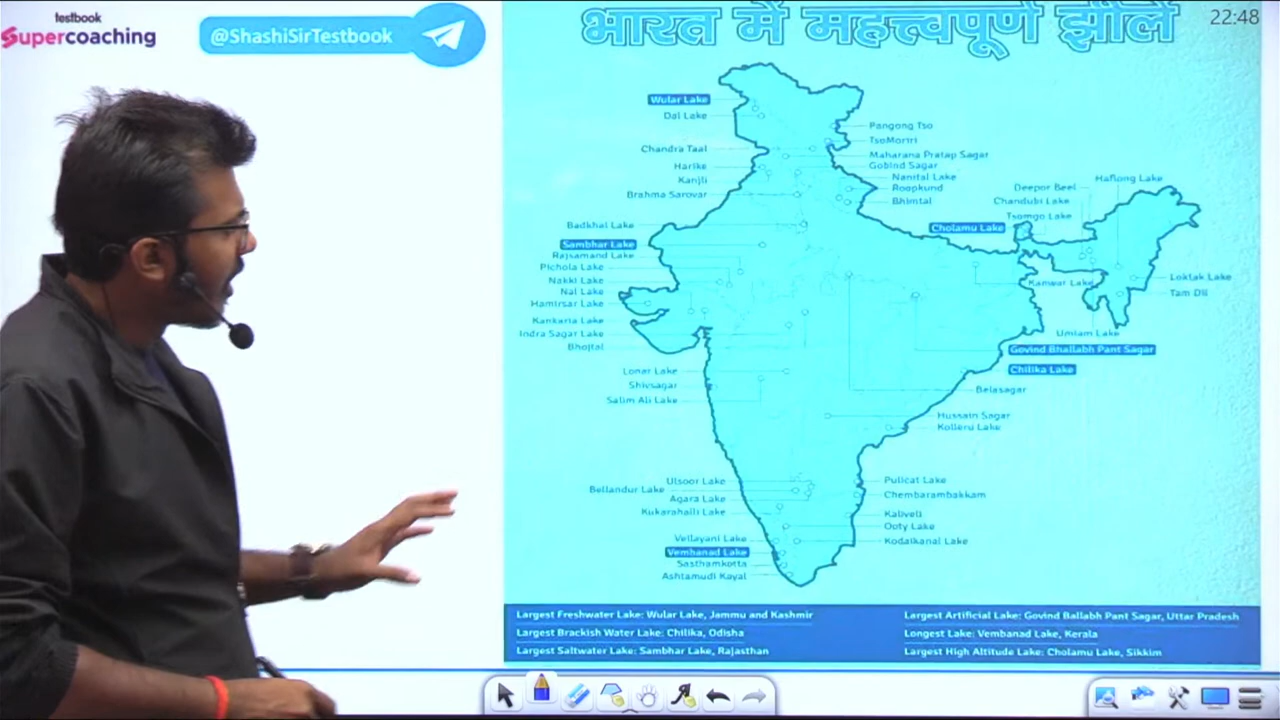 testbook
Supercoaching
@ShashiSirTestbook
भारत में महत्त्वपूर्ण झीलें
22:48
Wular Lake
Dal Lake
Chandra Taal
Harike
Kanjli
Brahma Sarovar
Badkhal Lake
Sambhar Lake
Rajsamand Lake
Pichola Lake
Nakki Lake
Nal Lake
Hamirsar Lake
Kankaria Lake
Indra Sagar Lake
Bhojtal
Lonar Lake
Shivsagar
Salim Ali Lake
Ulsoor Lake
Bellandur Lake
Agara Lake
Kukarahalli Lake
Vellayani Lake
Vembanad Lake
Sasthamkotta
Ashtamudi Kayal
Pangong Tso
TsoMoriri
Maharana Pratap Sagar
Gobind Sagar
Nanital Lake
Roopkund
Bhimtal
Haflong Lake
Deepor Beel
Chandubi Lake
Tsomgo Lake
Cholamu Lake
Kanwar Lake
Loktak Lake
Tam Dil
Umiam Lake
Govind Bhallabh Pant Sagar
Chilika Lake
Belasagar
Hussain Sagar
Kolleru Lake
Pulicat Lake
Chembarambakkam
Kaliveli
Ooty Lake
Kodaikanal Lake
Largest Freshwater Lake: Wular Lake, Jammu and Kashmir
Largest Brackish Water Lake: Chilika, Odisha
Largest Saltwater Lake: Sambhar Lake, Rajasthan
Largest Artificial Lake: Govind Ballabh Pant Sagar, Uttar Pradesh
Longest Lake: Vembanad Lake, Kerala
Largest High Altitude Lake: Cholamu Lake, Sikkim